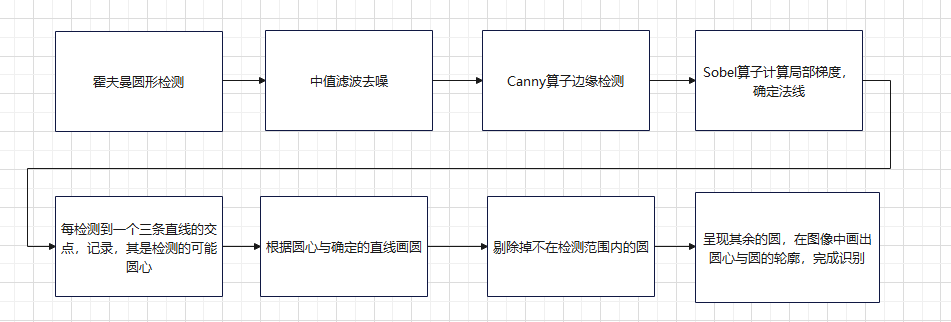 霍夫曼圆形检测
中值滤波去噪
Canny算子边缘检测
Sobel算子计算局部梯度，
确定法线
每检测到一个三条直线的交
点，记录，其是检测的可能
圆心
根据圆心与确定的直线画圆
剔除掉不在检测范围内的圆
呈现其余的圆，在图像中画出
圆心与圆的轮廓，完成识别